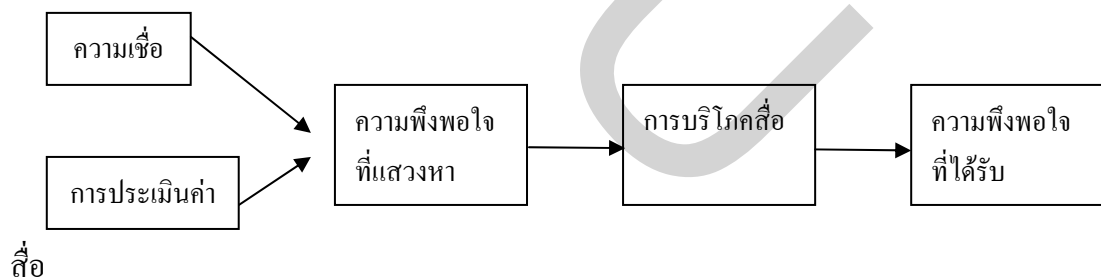 ความเชื่อ
การประเมินค่า
ความพึงพอใจ
ที่แสวงหา
การบริโภคสื่อ
ความพึงพอใจ
ที่ได้รับ
สื่อ